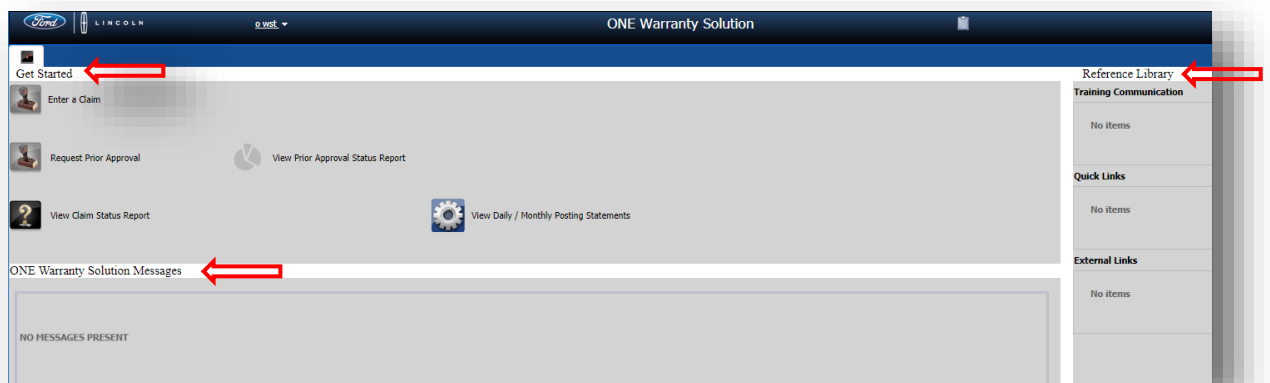 Ford LINCOLN o wst ONE Warranty Solution
Get Started
Enter a Claim
Request Prior Approval View Prior Approval Status Report
View Claim Status Report View Daily / Monthly Posting Statements
ONE Warranty Solution Messages
NO MESSAGES PRESENT
Reference Library
Training Communication
No items
Quick Links
No items
External Links
No items